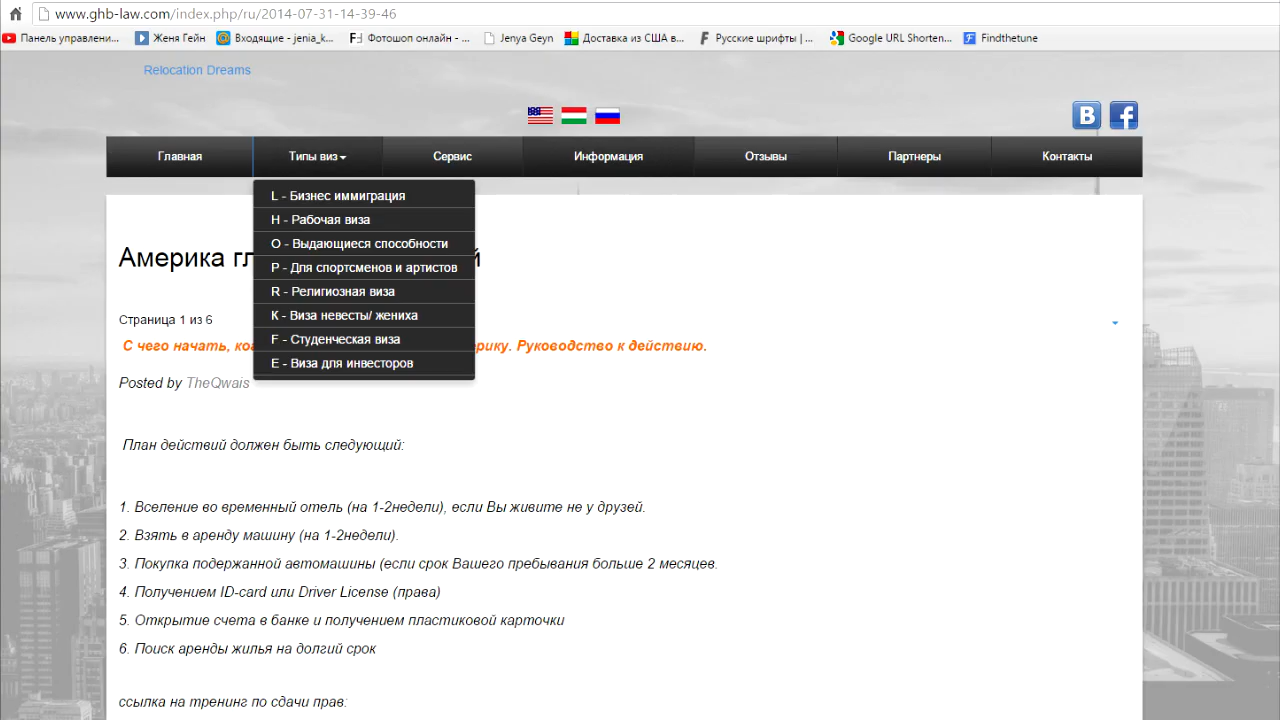 www.ghb-law.com/index.php/ru/2014-07-31-14-39-46
Панель управлени... Женя Гейн Входящие - jenia_k... Фотошоп онлайн - ... Jenya Geyn Доставка из США в... Русские шрифты | ... Google URL Shorten... Findthetune
Relocation Dreams
Главная Типы виз Сервис Информация Отзывы Партнеры Контакты
L - Бизнес иммиграция
H - Рабочая виза
O - Выдающиеся способности
P - Для спортсменов и артистов
R - Религиозная виза
К - Виза невесты/ жениха
F - Студенческая виза
E - Виза для инвесторов
Америка гл й
Страница 1 из 6
С чего начать, ко рику. Руководство к действию.
Posted by TheQwais
План действий должен быть следующий:
1. Вселение во временный отель (на 1-2недели), если Вы живите не у друзей.
2. Взять в аренду машину (на 1-2недели).
3. Покупка подержанной автомашины (если срок Вашего пребывания больше 2 месяцев.
4. Получением ID-card или Driver License (права)
5. Открытие счета в банке и получением пластиковой карточки
6. Поиск аренды жилья на долгий срок
ссылка на тренинг по сдачи прав: